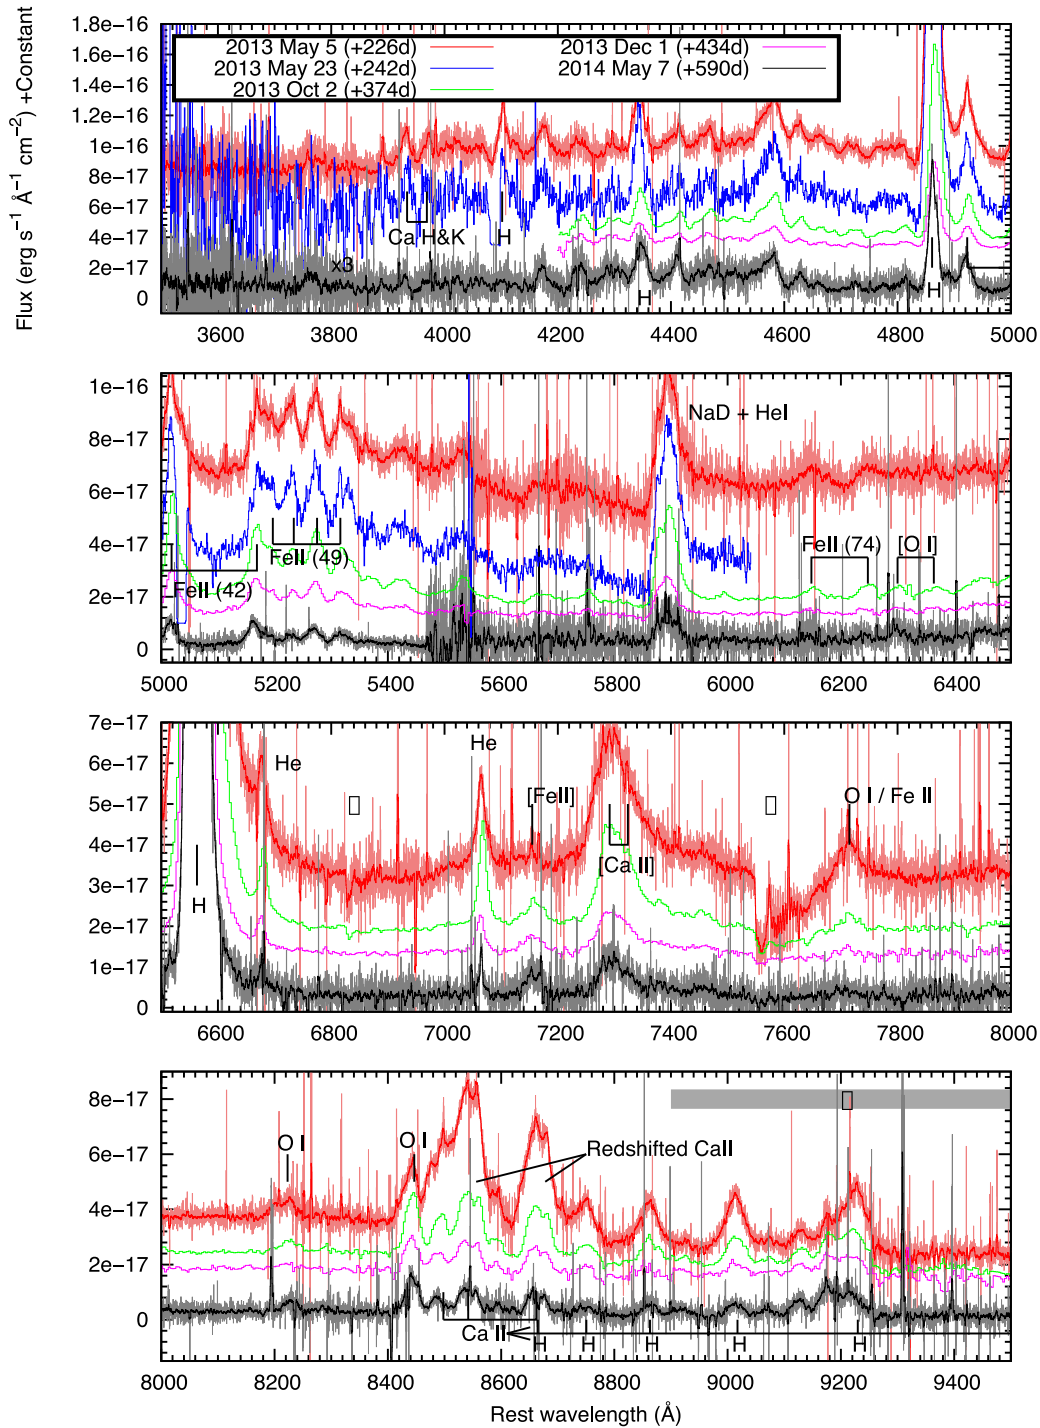 Flux (erg s⁻¹ Å⁻¹ cm⁻²) +Constant
1.8e-16
1.6e-16
1.4e-16
1.2e-16
1e-16
8e-17
6e-17
4e-17
2e-17
0
2013 May 5 (+226d)
2013 May 23 (+242d)
2013 Oct 2 (+374d)
2013 Dec 1 (+434d)
2014 May 7 (+590d)
Ca H&K
H
x3
H
H
3600 3800 4000 4200 4400 4600 4800 5000
1e-16
8e-17
6e-17
4e-17
2e-17
0
NaD + HeI
FeII (42)
FeII (49)
FeII (74)
[O I]
5000 5200 5400 5600 5800 6000 6200 6400
7e-17
6e-17
5e-17
4e-17
3e-17
2e-17
1e-17
0
H
He
He
[FeII]
[Ca II]
O I / Fe II
6600 6800 7000 7200 7400 7600 7800 8000
8e-17
6e-17
4e-17
2e-17
0
O I
O I
Redshifted CaII
Ca II
H H H H H
8000 8200 8400 8600 8800 9000 9200 9400
Rest wavelength (Å)